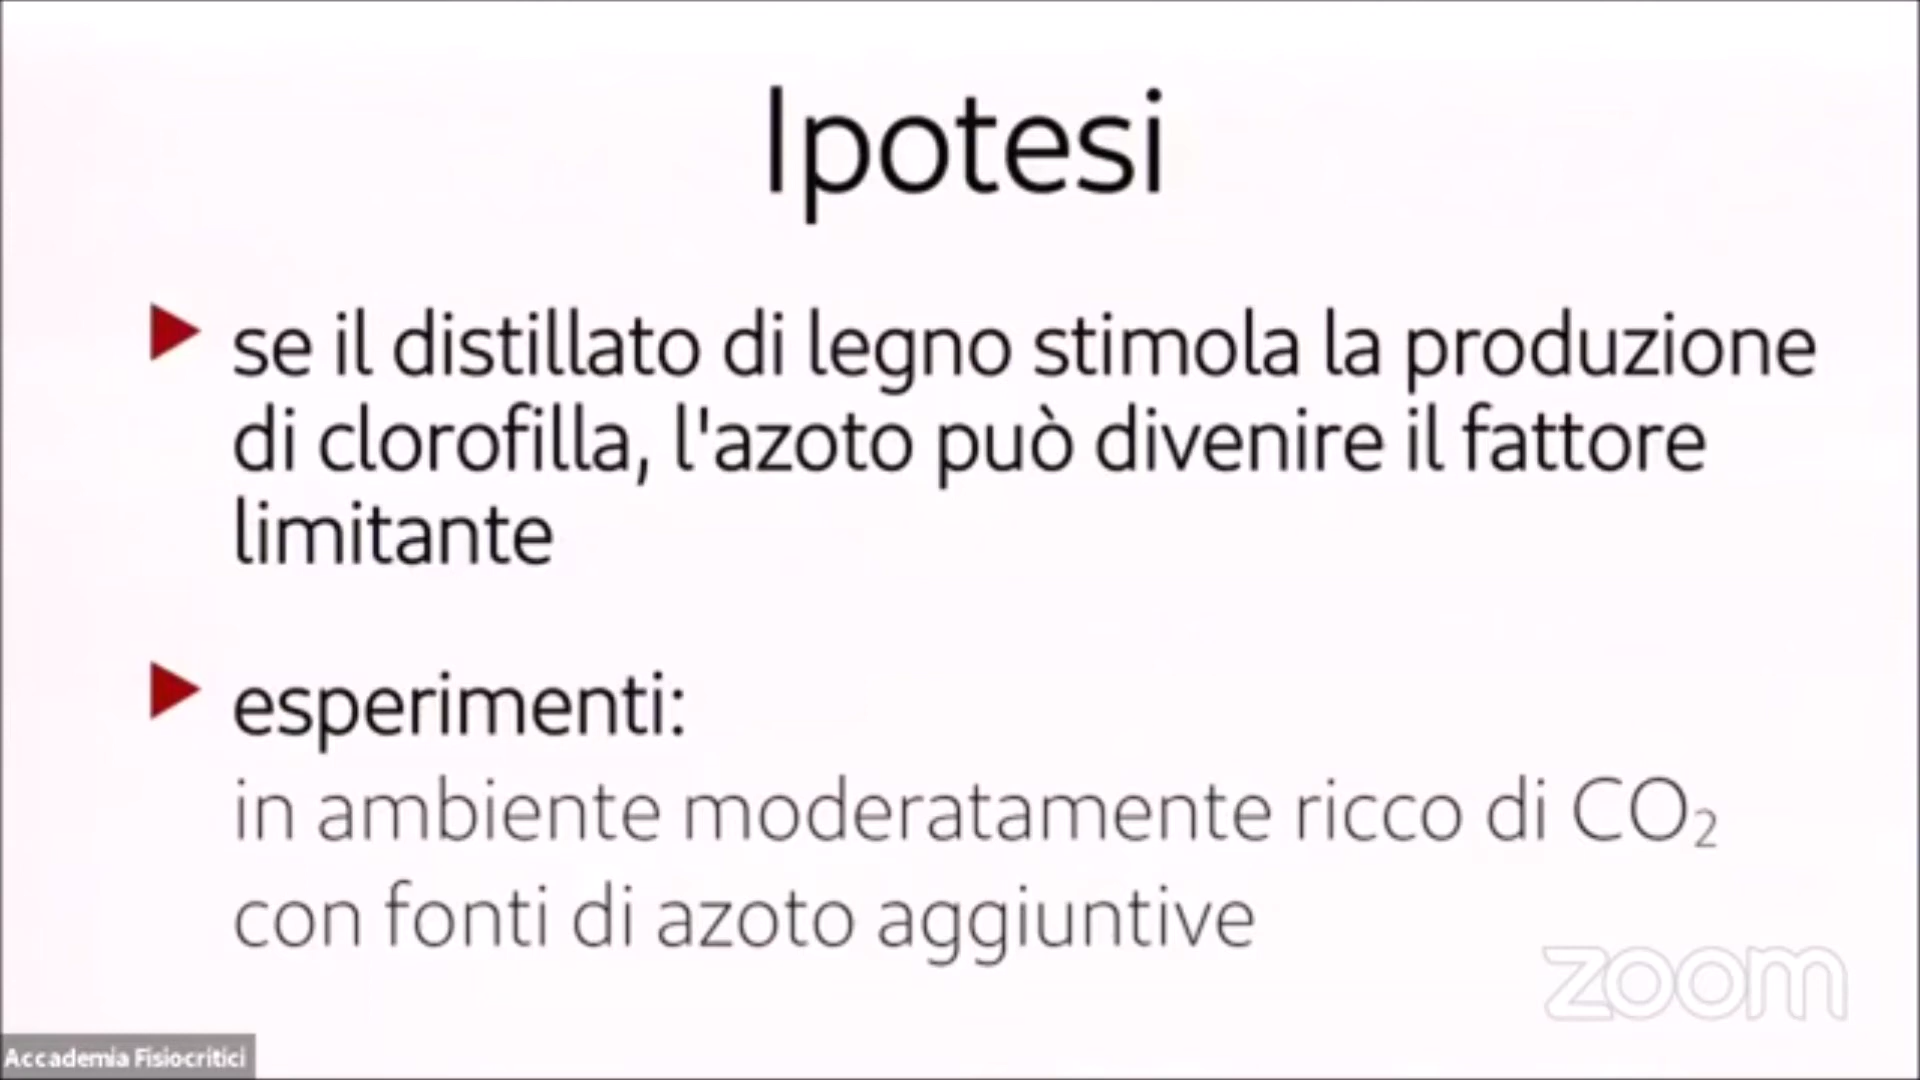 Ipotesi
se il distillato di legno stimola la produzione
di clorofilla, l'azoto può divenire il fattore
limitante
esperimenti:
in ambiente moderatamente ricco di CO₂
con fonti di azoto aggiuntive
zoom
Accademia Fisiocritici